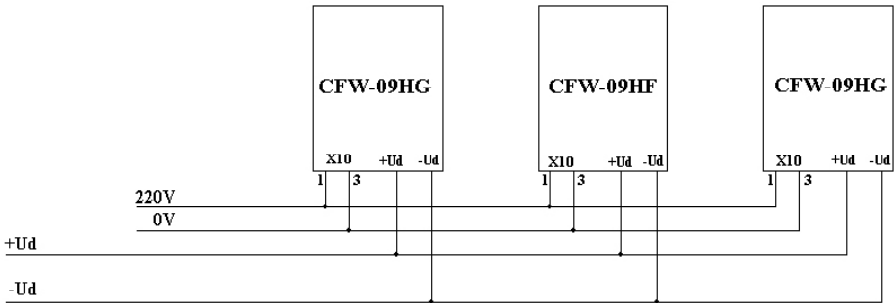 CFW-09HG CFW-09HF CFW-09HG
X10 +Ud -Ud X10 +Ud -Ud X10 +Ud -Ud
1 3 1 3 1 3
220V
0V
+Ud
-Ud